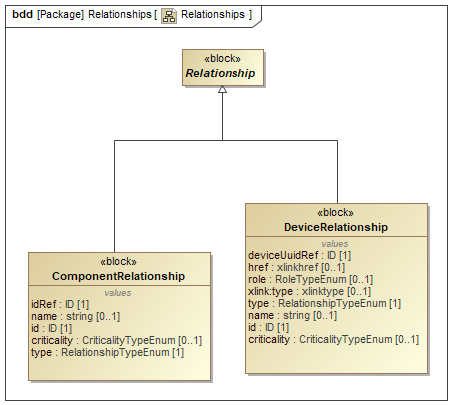 bdd [Package] Relationships [ Relationships ]
«block»
Relationship
«block»
ComponentRelationship
values
idRef : ID [1]
name : string [0..1]
id : ID [1]
criticality : CriticalityTypeEnum [0..1]
type : RelationshipTypeEnum [1]
«block»
DeviceRelationship
values
deviceUuidRef : ID [1]
href : xlinkhref [0..1]
role : RoleTypeEnum [0..1]
xlink:type : xlinktype [0..1]
type : RelationshipTypeEnum [1]
name : string [0..1]
id : ID [1]
criticality : CriticalityTypeEnum [0..1]